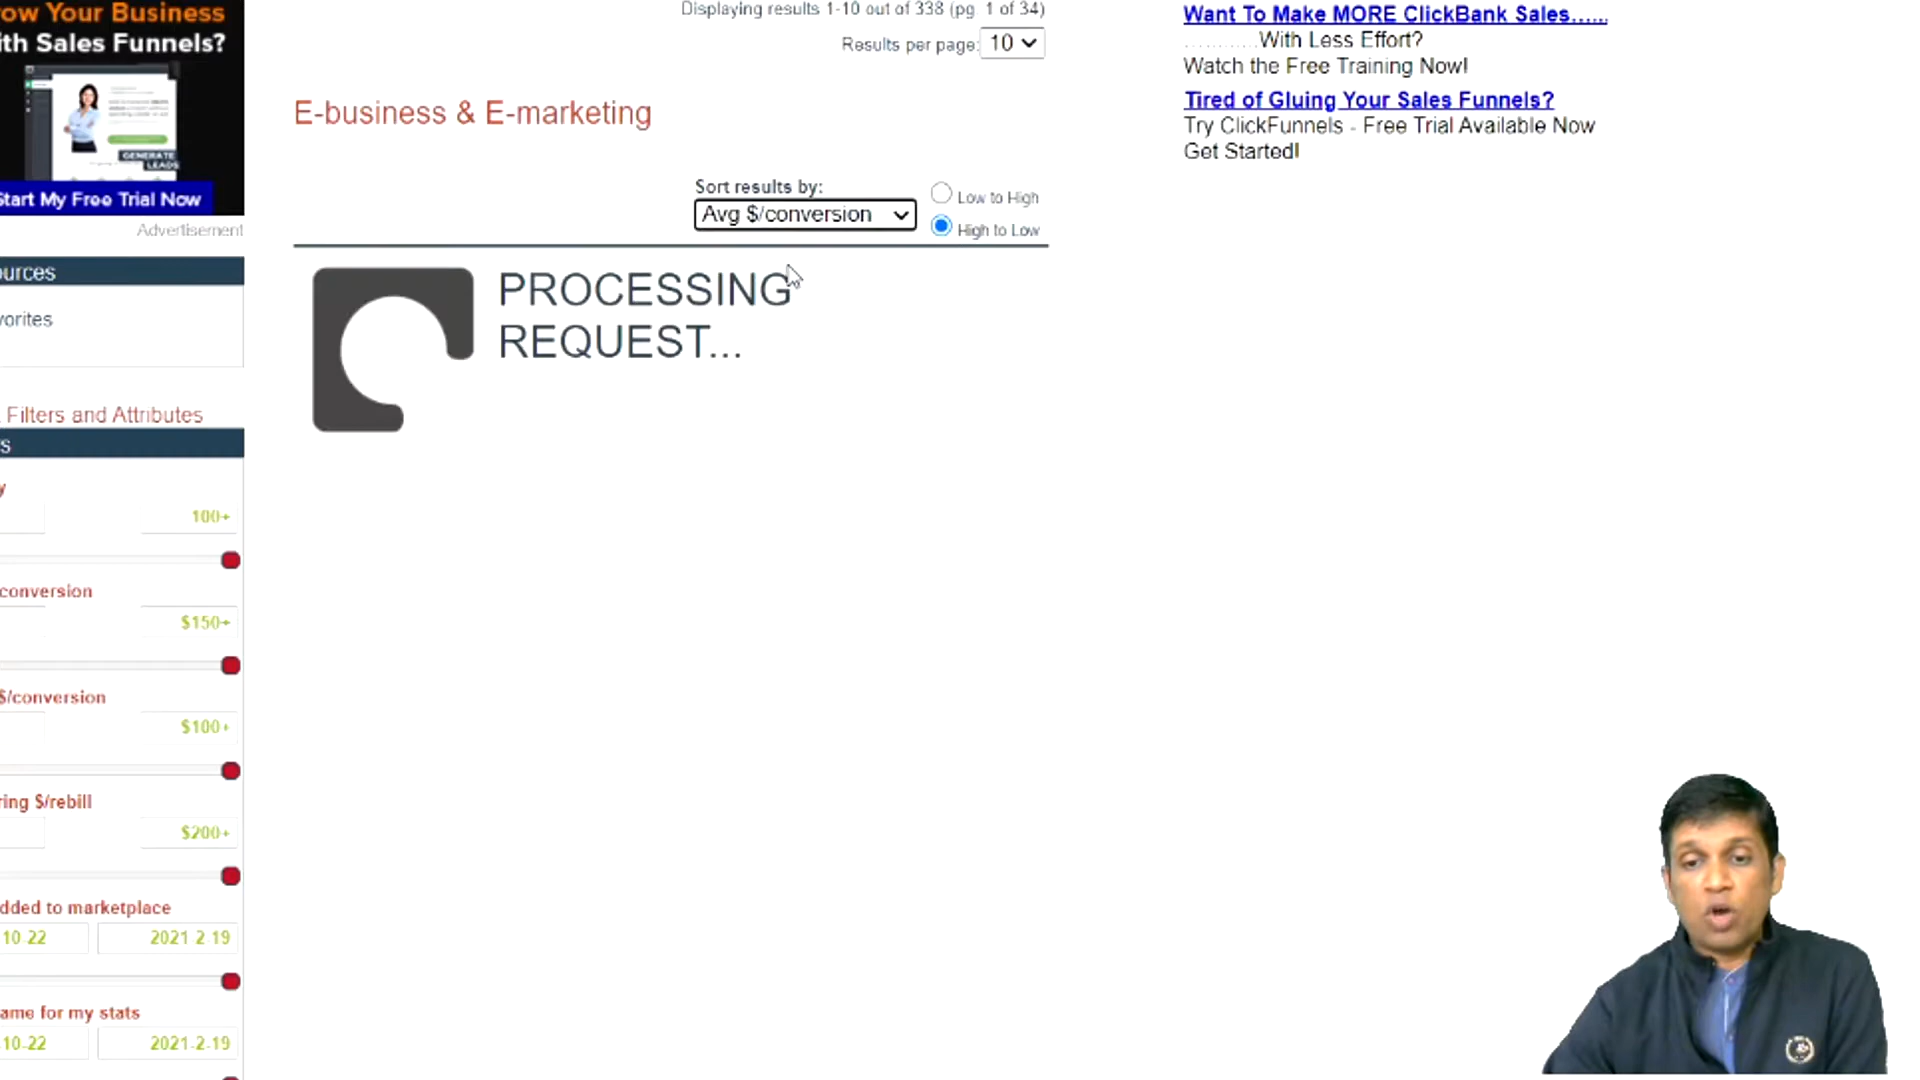 ow Your Business
ith Sales Funnels?
GENERATE
LEADS
Start My Free Trial Now
Advertisement
ources
vorites
Filters and Attributes
s
y
100+
conversion
$150+
$/conversion
$100+
ring $/rebill
$200+
dded to marketplace
10-22
2021-2-19
ame for my stats
10-22
2021-2-19
Displaying results 1-10 out of 338 (pg 1 of 34)
Results per page: 10
E-business & E-marketing
Sort results by:
Avg $/conversion
Low to High
High to Low
PROCESSING
REQUEST...
Want To Make MORE ClickBank Sales......
............With Less Effort?
Watch the Free Training Now!
Tired of Gluing Your Sales Funnels?
Try ClickFunnels - Free Trial Available Now
Get Started!